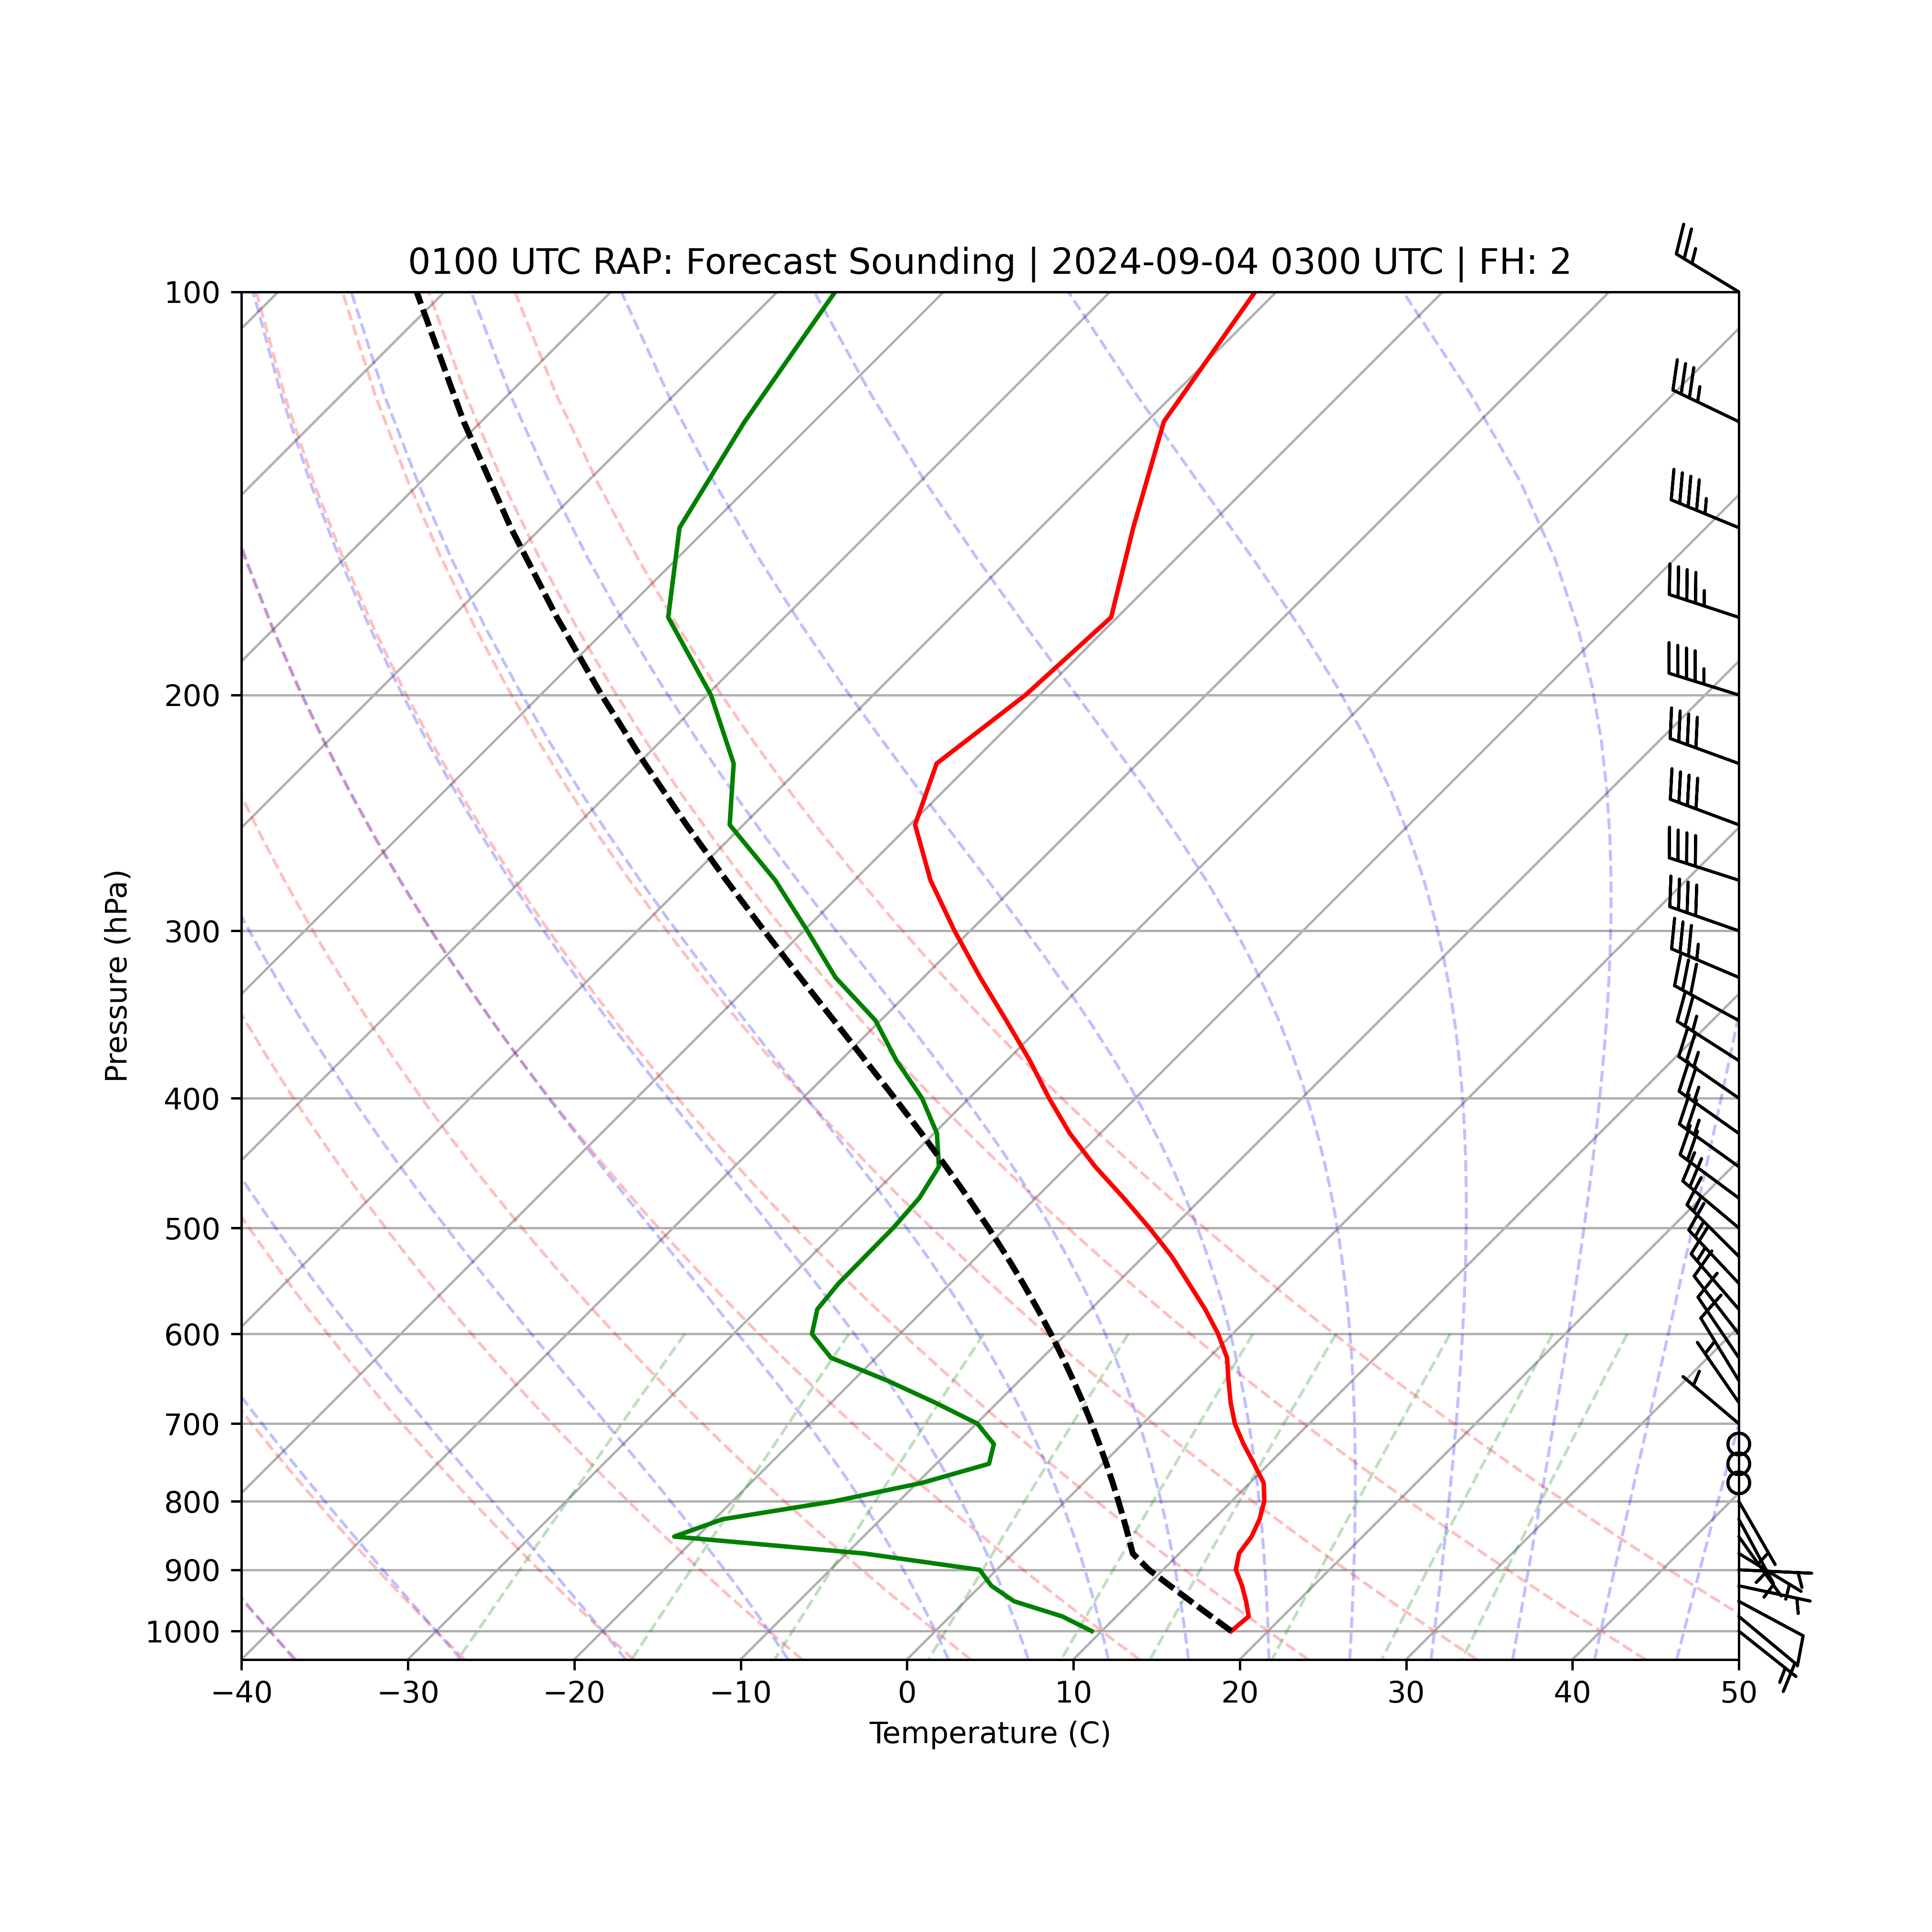 0100 UTC RAP: Forecast Sounding | 2024-09-04 0300 UTC | FH: 2
100
200
300
400
500
600
700
800
900
1000
Pressure (hPa)
−40 −30 −20 −10 0 10 20 30 40 50
Temperature (C)